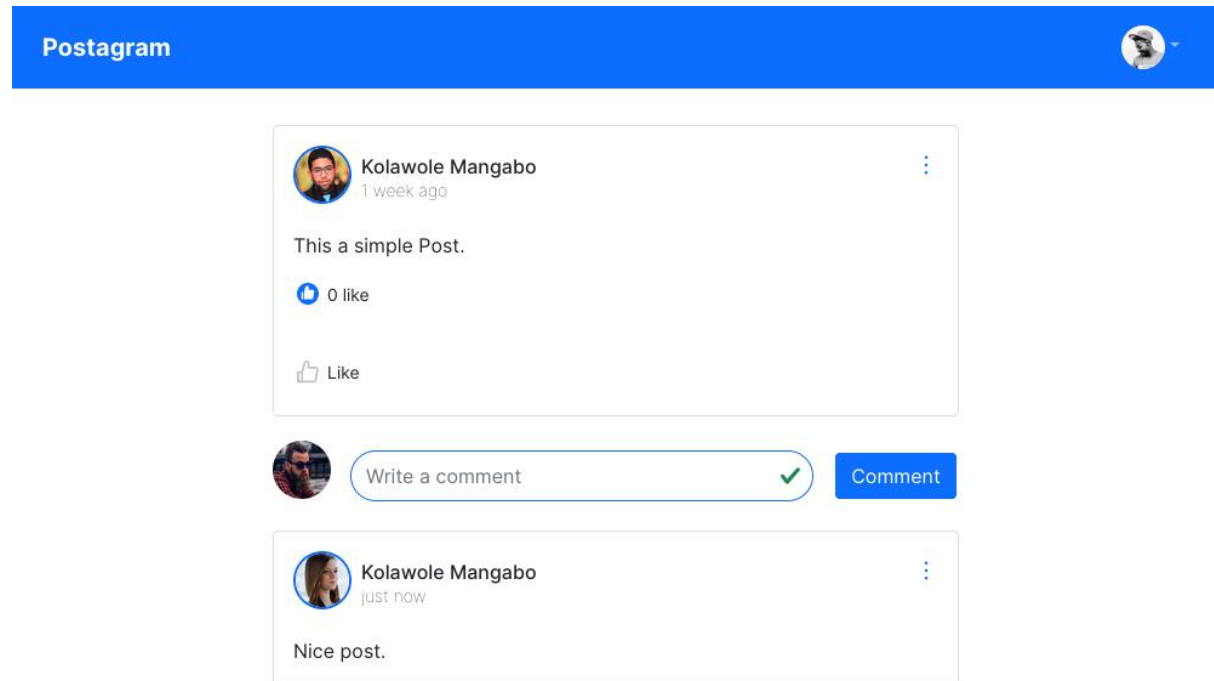 Postagram
Kolawole Mangabo
1 week ago
This a simple Post.
0 like
Like
Write a comment
Comment
Kolawole Mangabo
just now
Nice post.